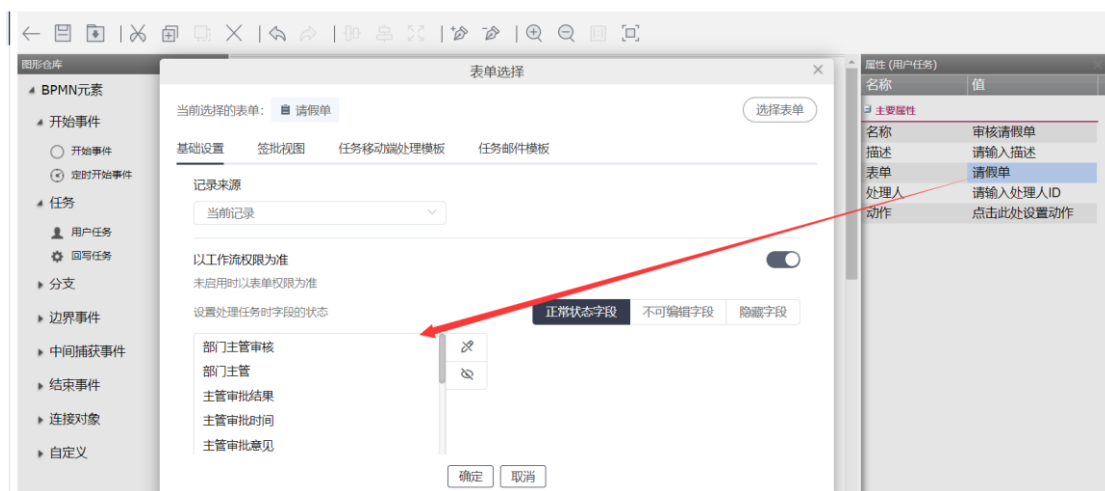 图形仓库
BPMN元素
开始事件
开始事件
定时开始事件
任务
用户任务
回写任务
分支
边界事件
中间捕获事件
结束事件
连接对象
自定义
表单选择
当前选择的表单: 请假单
选择表单
基础设置 签批视图 任务移动端处理模板 任务邮件模板
记录来源
当前记录
以工作流权限为准
未启用时以表单权限为准
设置处理任务时字段的状态
正常状态字段 不可编辑字段 隐藏字段
部门主管审核
部门主管
主管审批结果
主管审批时间
主管审批意见
确定 取消
属性 (用户任务)
名称 值
主要属性
名称 审核请假单
描述 请输入描述
表单 请假单
处理人 请输入处理人ID
动作 点击此处设置动作